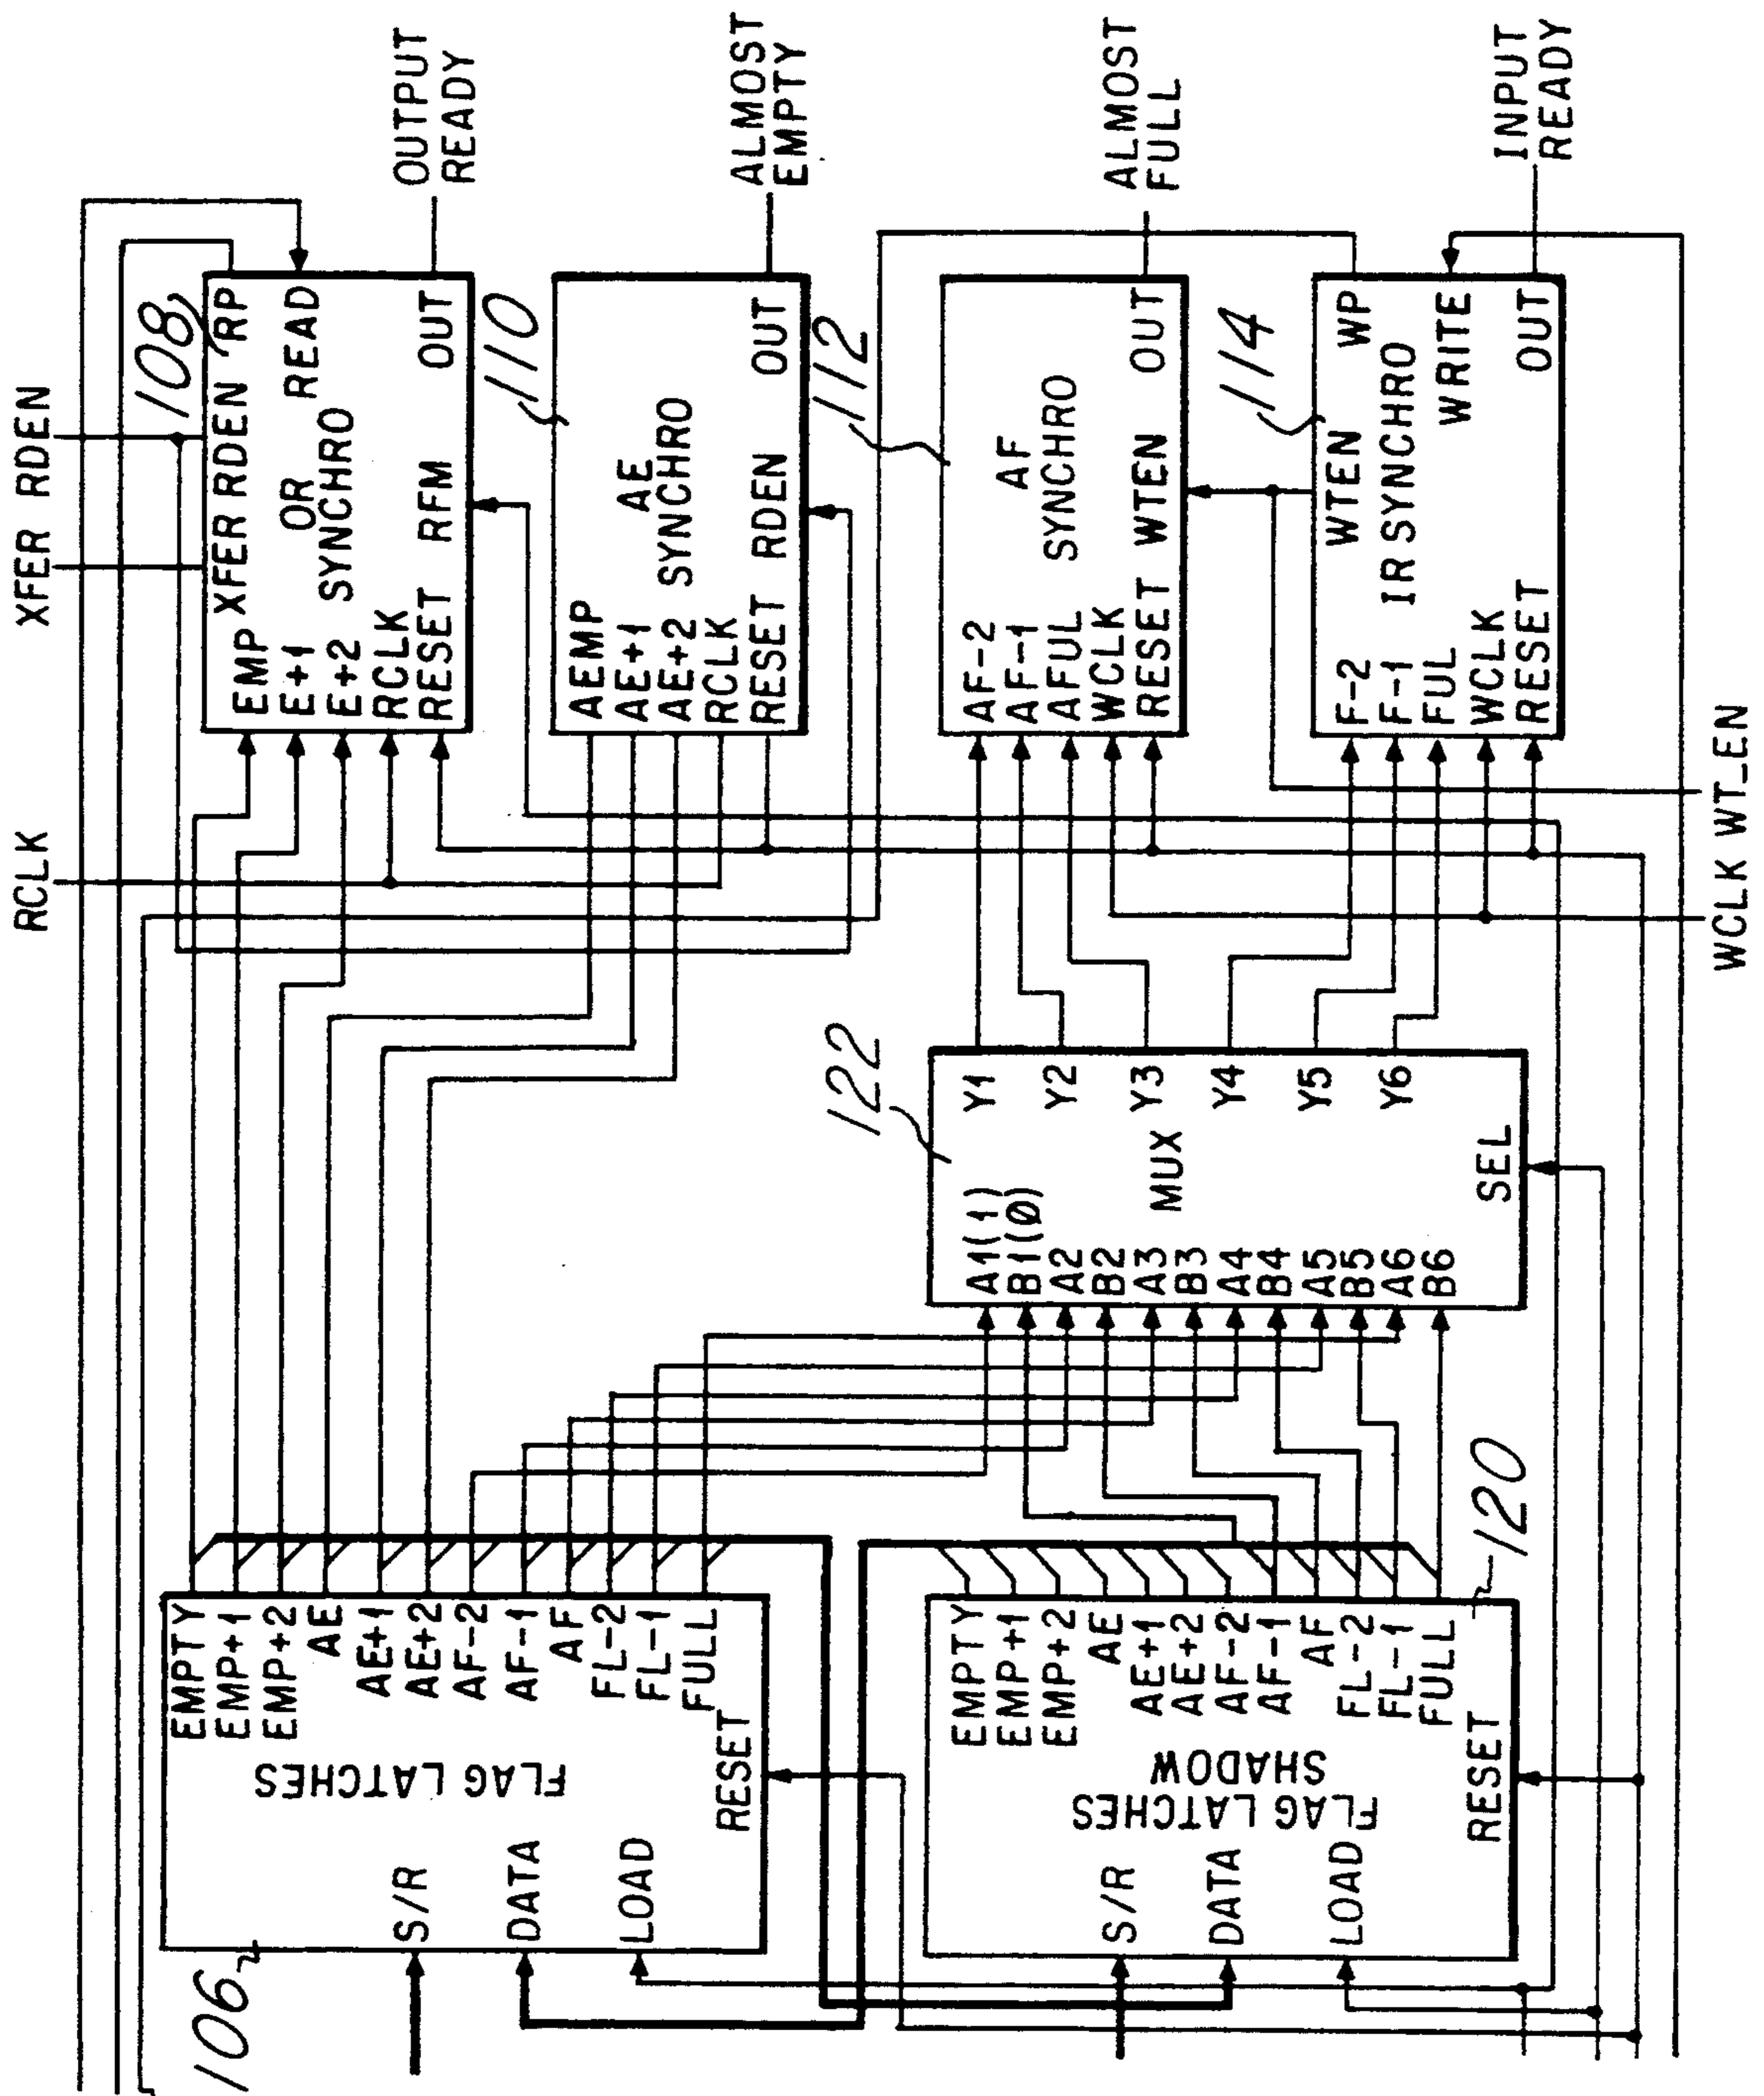 XFER RDEN
RCLK
108
XFER RDEN RP
EMP
E+1
E+2
RCLK
RESET
OR
SYNCHRO
READ
RFM
OUT
OUTPUT
READY
110
AEMP
AE+1
AE+2
RCLK
RESET
AE
SYNCHRO
RDEN
OUT
ALMOST
EMPTY
112
AF-2
AF-1
AFUL
WCLK
RESET
AF
SYNCHRO
WTEN
OUT
ALMOST
FULL
114
WTEN
WP
F-2
F-1
FUL
WCLK
RESET
IR SYNCHRO
WRITE
OUT
INPUT
READY
WCLK WT_EN
122
A1(1)
B1(Ø)
A2
B2
A3
B3
A4
B4
A5
B5
A6
B6
MUX
SEL
Y1
Y2
Y3
Y4
Y5
Y6
106
S/R
DATA
LOAD
FLAG LATCHES
RESET
EMPTY
EMP+1
EMP+2
AE
AE+1
AE+2
AF-2
AF-1
AF
FL-2
FL-1
FULL
120
S/R
DATA
LOAD
FLAG LATCHES
SHADOW
RESET
EMPTY
EMP+1
EMP+2
AE
AE+1
AE+2
AF-2
AF-1
AF
FL-2
FL-1
FULL